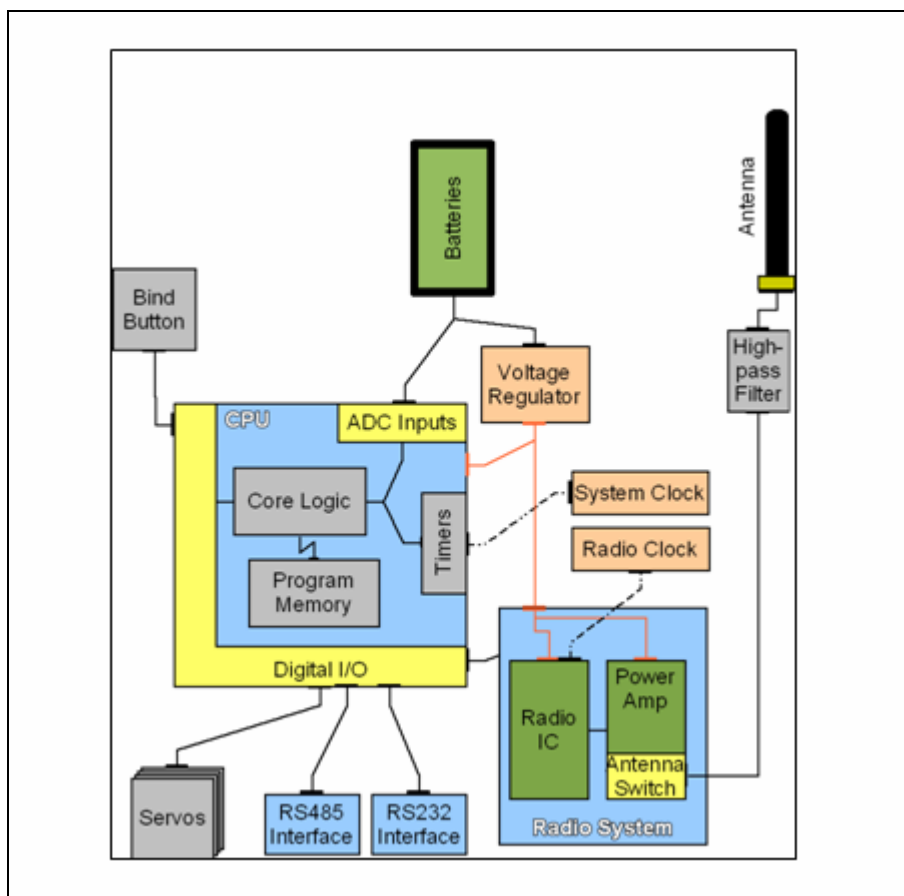 Batteries
Antenna
Bind
Button
High-
pass
Filter
Voltage
Regulator
CPU
ADC Inputs
Core Logic
Timers
System Clock
Radio Clock
Program
Memory
Digital I/O
Power
Amp
Radio
IC
Antenna
Switch
Radio System
Servos
RS485
Interface
RS232
Interface